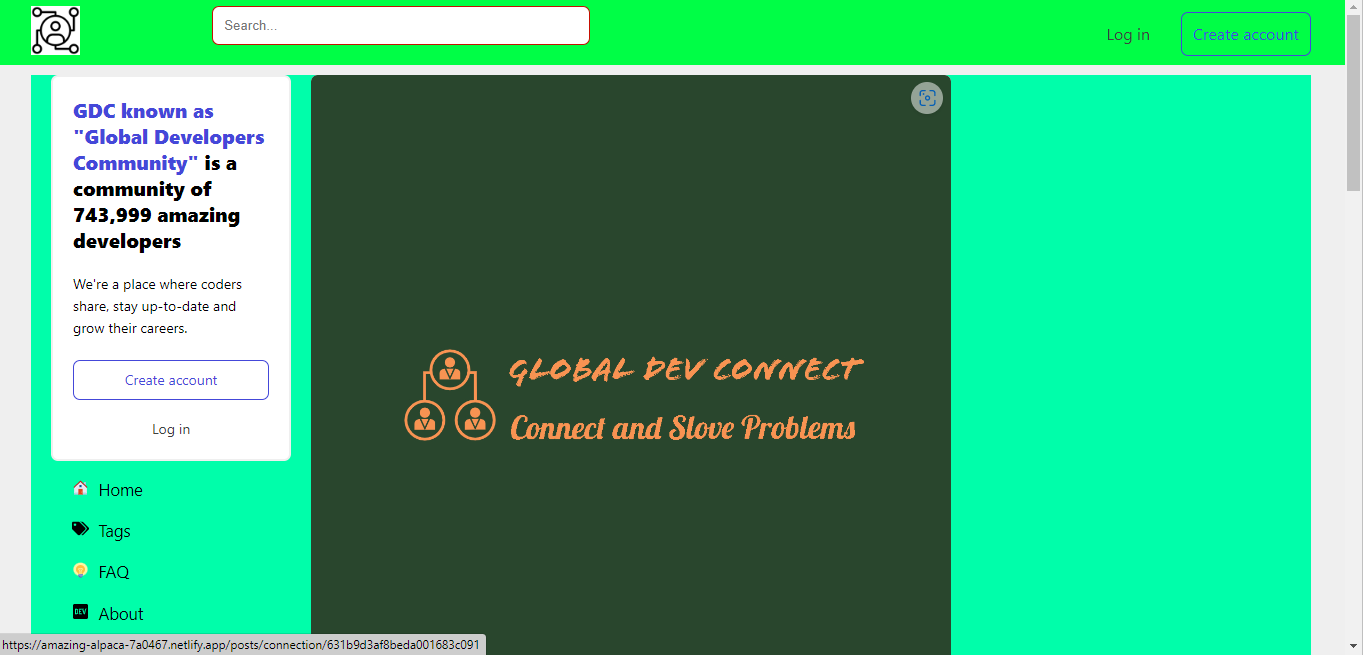 Search...
Log in
Create account
GDC known as
"Global Developers
Community" is a
community of
743,999 amazing
developers
We're a place where coders
share, stay up-to-date and
grow their careers.
Create account
Log in
Home
Tags
FAQ
DEV
About
GLOBAL DEV CONNECT
Connect and Slove Problems
https://amazing-alpaca-7a0467.netlify.app/posts/connection/631b9d3af8beda001683c091